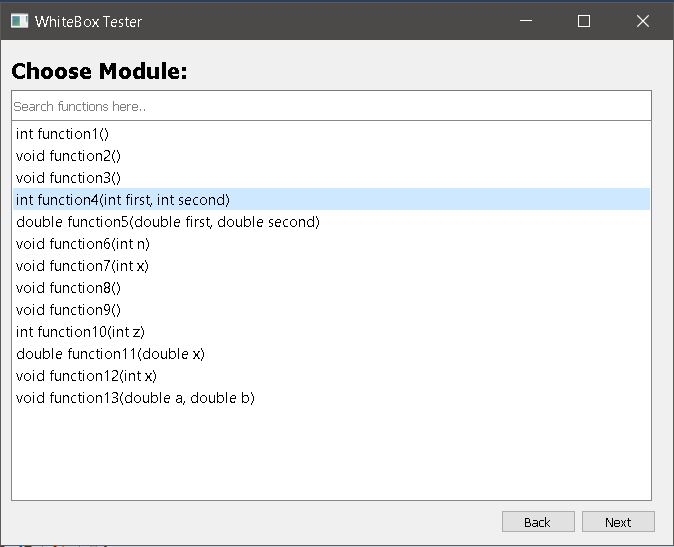 WhiteBox Tester
Choose Module:
Search functions here..
int function1()
void function2()
void function3()
int function4(int first, int second)
double function5(double first, double second)
void function6(int n)
void function7(int x)
void function8()
void function9()
int function10(int z)
double function11(double x)
void function12(int x)
void function13(double a, double b)
Back Next